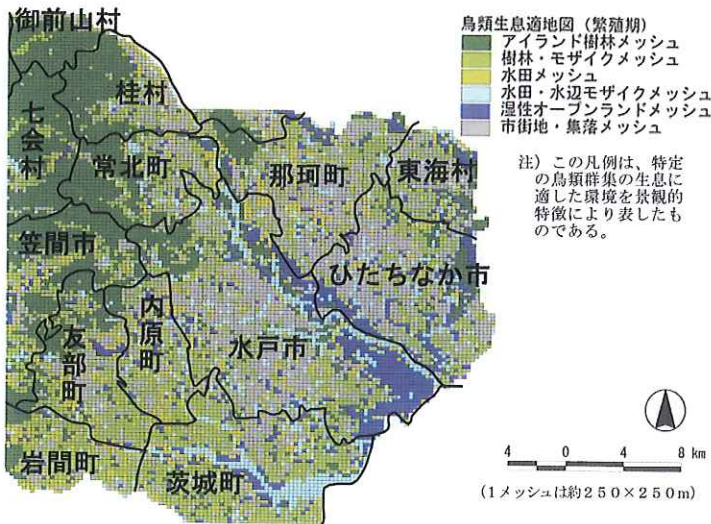 御前山村
桂村
七会村
常北町
那珂町
東海村
笠間市
ひたちなか市
内原町
友部町
水戸市
岩間町
茨城町
鳥類生息適地図（繁殖期）
アイランド樹林メッシュ
樹林・モザイクメッシュ
水田メッシュ
水田・水辺モザイクメッシュ
湿性オープンランドメッシュ
市街地・集落メッシュ
注）この凡例は、特定
の鳥類群集の生息に
適した環境を景観的
特徴により表したも
のである。
4 0 4 8 km
(1メッシュは約250×250m)